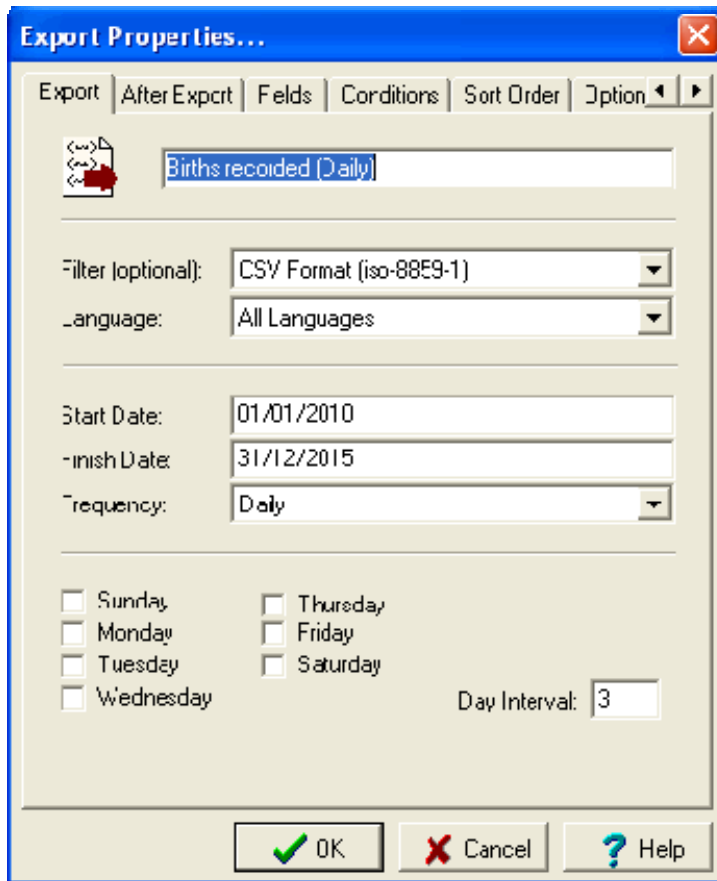 Export Properties...
Export After Export Fields Conditions Sort Order Option
Births recorded (Daily)
Filter (optional): CSV Format (iso-8859-1)
Language: All Languages
Start Date: 01/01/2010
Finish Date: 31/12/2015
Frequency: Daily
Sunday Thursday
Monday Friday
Tuesday Saturday
Wednesday Day Interval: 3
OK Cancel Help